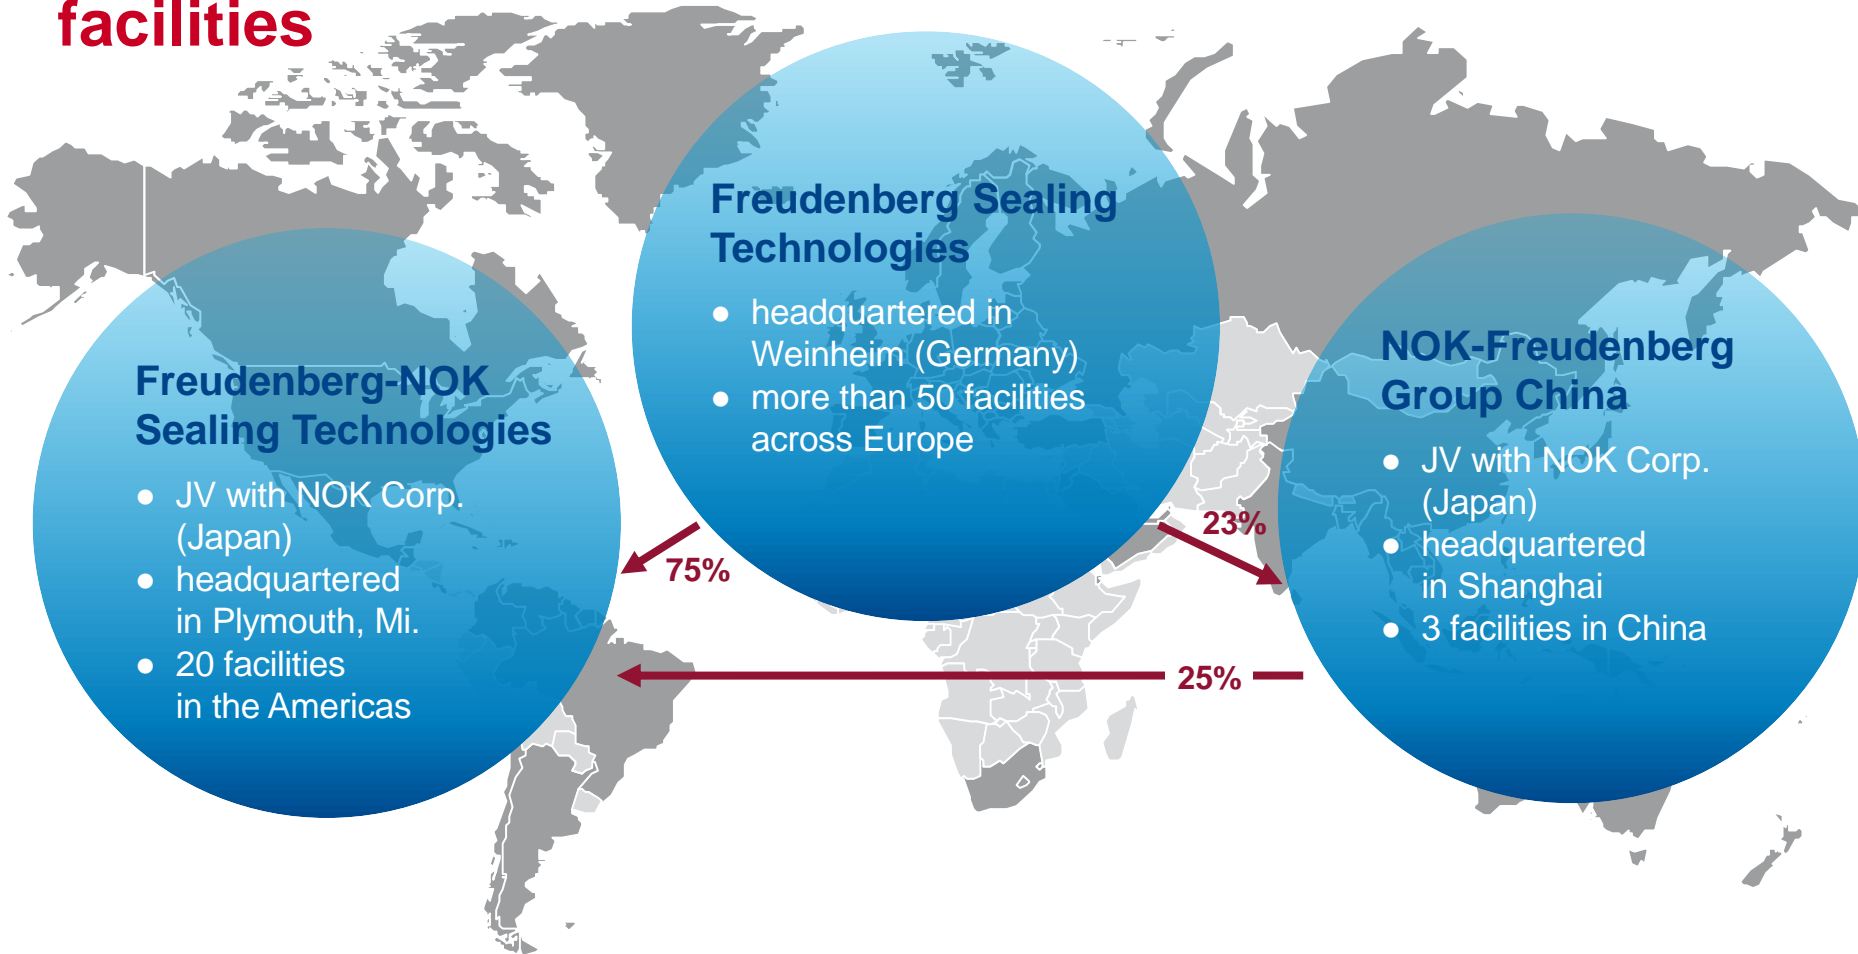 facilities
Freudenberg Sealing
Technologies
● headquartered in
Weinheim (Germany)
● more than 50 facilities
across Europe
Freudenberg-NOK
Sealing Technologies
● JV with NOK Corp.
(Japan)
● headquartered
in Plymouth, Mi.
● 20 facilities
in the Americas
NOK-Freudenberg
Group China
● JV with NOK Corp.
(Japan)
● headquartered
in Shanghai
● 3 facilities in China
75%
23%
25%